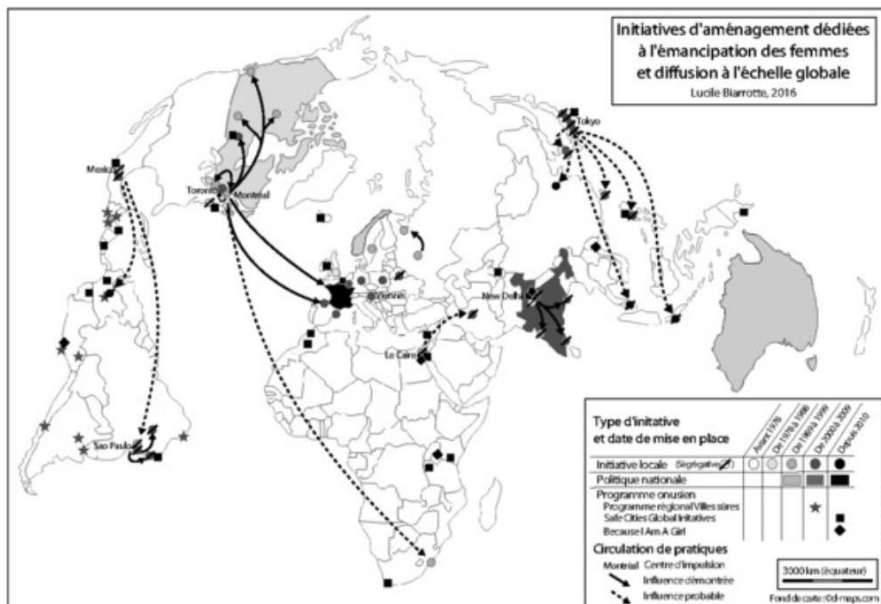 Initiatives d'aménagement dédiées
à l'émancipation des femmes
et diffusion à l'échelle globale
Lucile Biarrotte, 2016
Tokyo
Mexico
Toronto
Montréal
Vienne
New Delhi
Le Caire
Sao Paulo
Type d'initative
et date de mise en place
Avant 1978
De 1978 à 1988
De 1989 à 1999
De 2000 à 2009
Depuis 2010
Initiative locale (Ségrégative )
Politique nationale
Programme onusien
Programme régional Villes sûres
Safe Cities Global Initatives
Because I Am A Girl
Circulation de pratiques
Montréal Centre d'impulsion
Influence démontrée
Influence probable
3000 km (équateur)
Fond de carte : ©d-maps.com